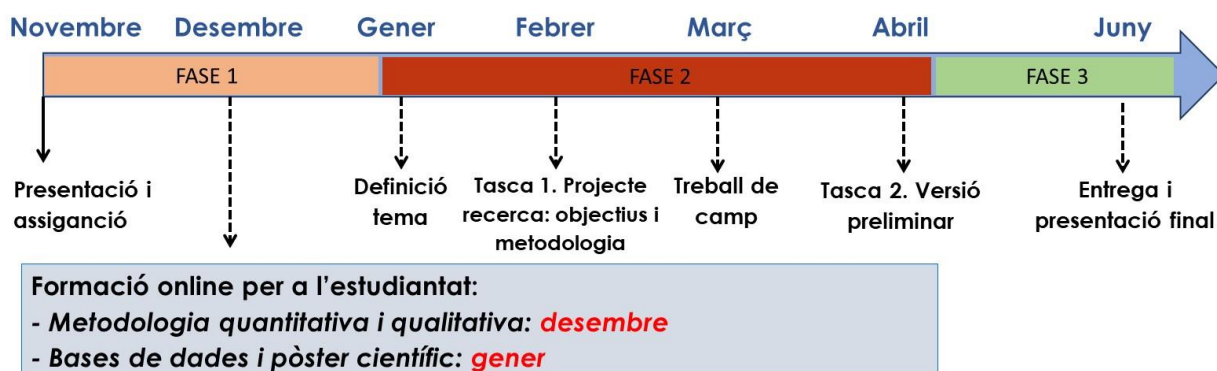 Novembre Desembre Gener Febrer Març Abril Juny
FASE 1 FASE 2 FASE 3
Presentació i
assigancio
Definició
tema
Tasca 1. Projecte
recerca: objectius i
metodologia
Treball de
camp
Tasca 2. Versió
preliminar
Entrega i
presentació final
Formació online per a l’estudiantat:
- Metodologia quantitativa i qualitativa: desembre
- Bases de dades i pòster científic: gener